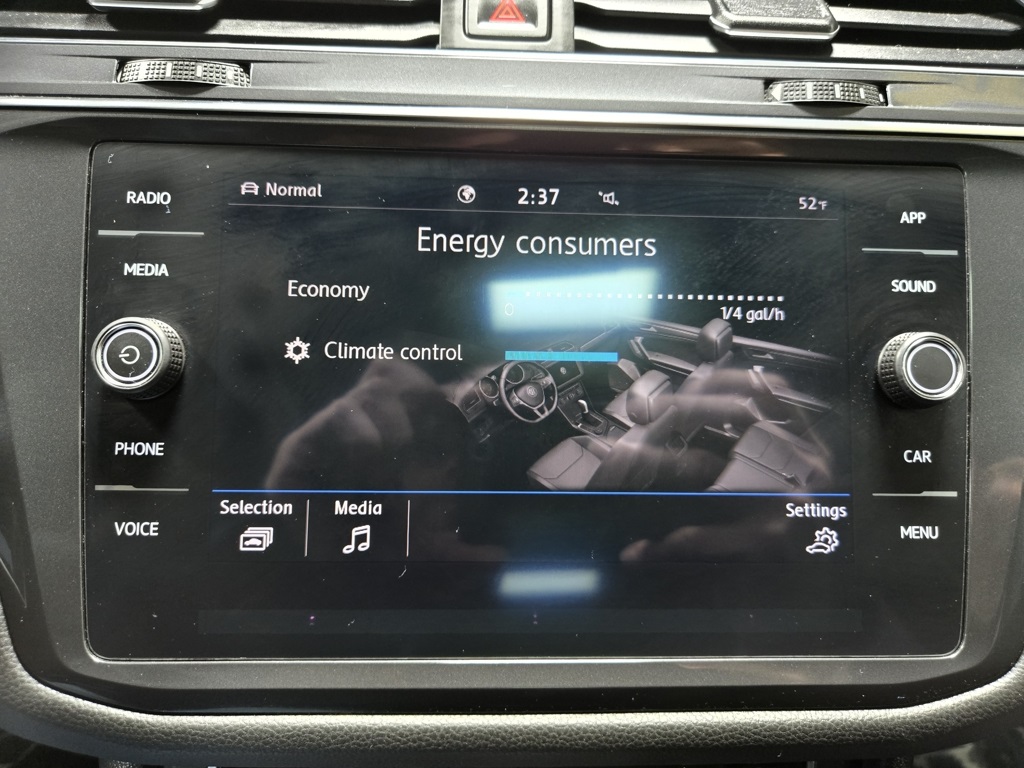 RADIO
MEDIA
PHONE
VOICE
Normal
2:37
52°F
Energy consumers
Economy
0
1/4 gal/h
Climate control
Selection
Media
Settings
APP
SOUND
CAR
MENU